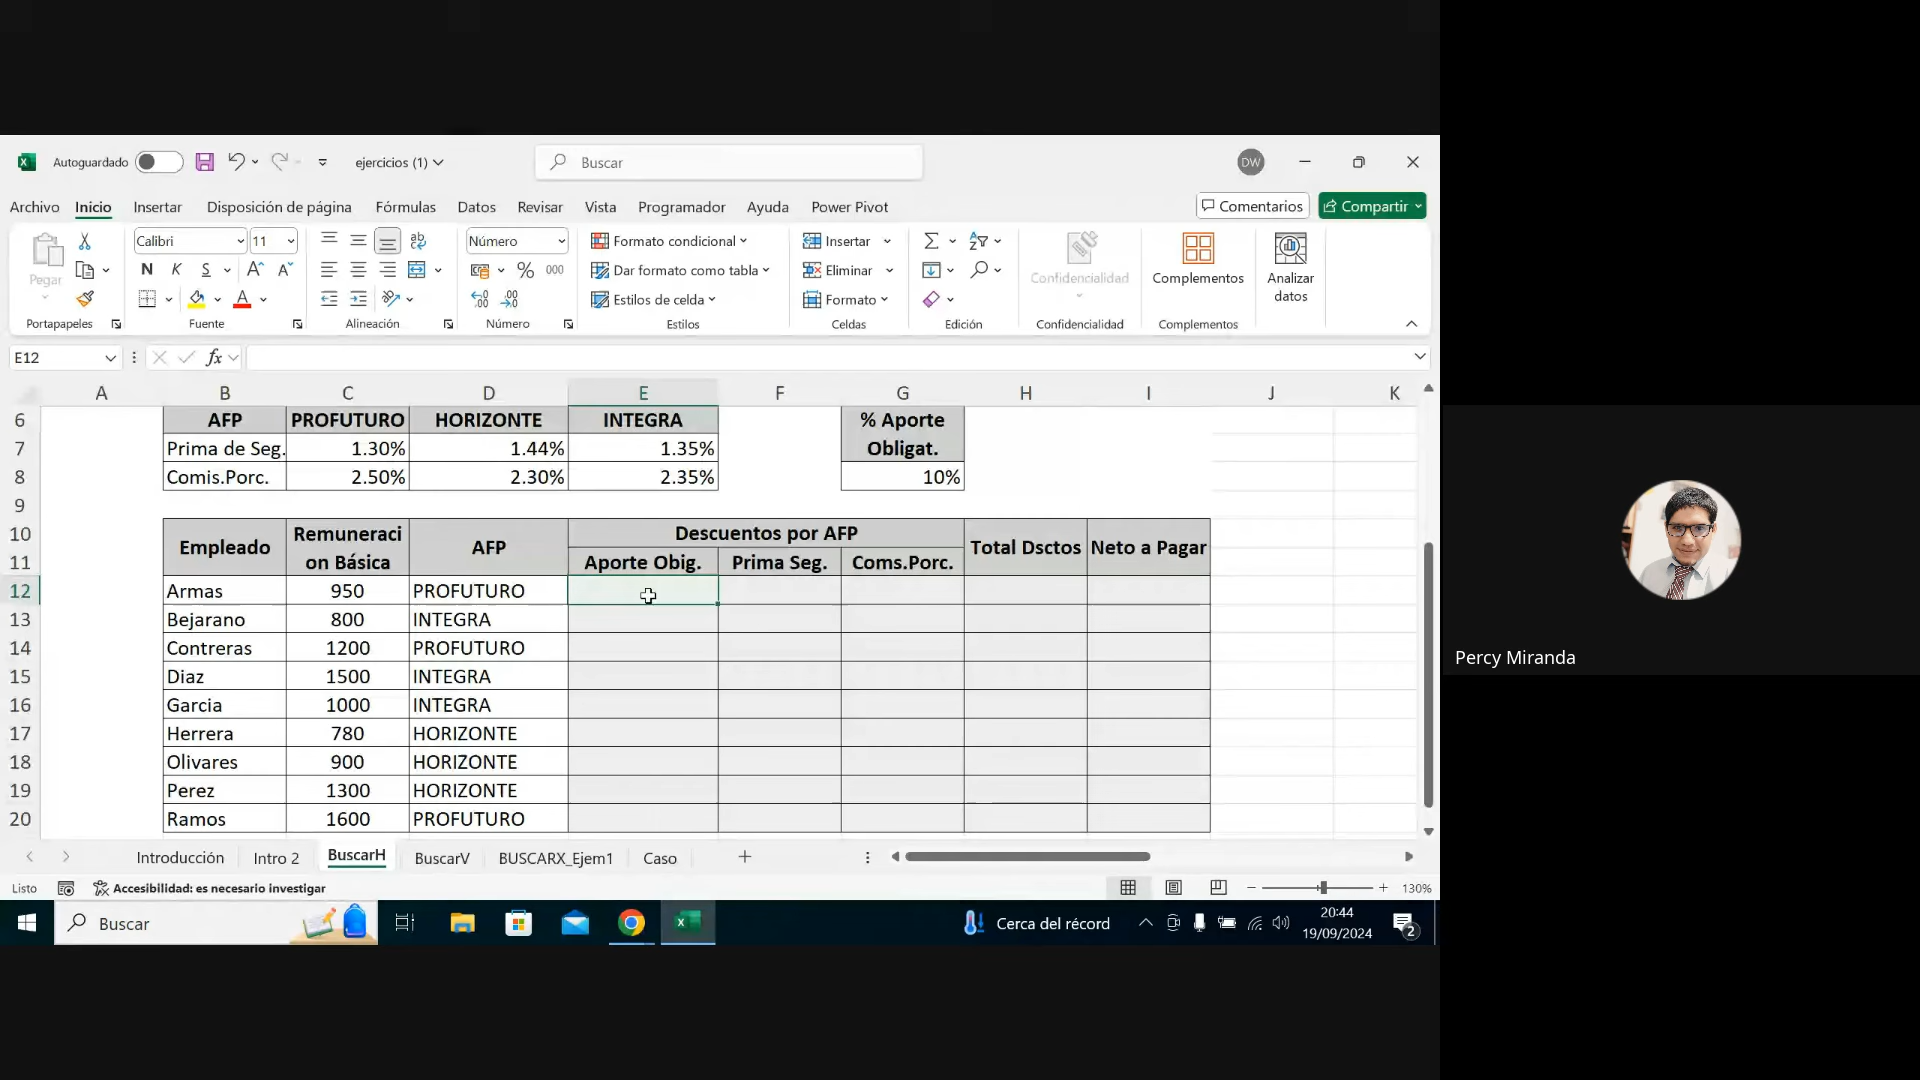 Autoguardado
ejercicios (1)
Buscar
DW
Archivo Inicio Insertar Disposición de página Fórmulas Datos Revisar Vista Programador Ayuda Power Pivot
Comentarios
Compartir
Pegar
Portapapeles
Calibri 11
N K S
Fuente
Alineación
Número
% 000
Número
Formato condicional
Dar formato como tabla
Estilos de celda
Estilos
Insertar
Eliminar
Formato
Celdas
Edición
Confidencialidad
Confidencialidad
Complementos
Complementos
Analizar
datos
E12
fx
A B C D E F G H I J K
6 AFP PROFUTURO HORIZONTE INTEGRA % Aporte
7 Prima de Seg. 1.30% 1.44% 1.35% Obligat.
8 Comis.Porc. 2.50% 2.30% 2.35% 10%
9
10 Empleado Remuneraci AFP Descuentos por AFP Total Dsctos Neto a Pagar
11 on Básica Aporte Obig. Prima Seg. Coms.Porc.
12 Armas 950 PROFUTURO
13 Bejarano 800 INTEGRA
14 Contreras 1200 PROFUTURO
15 Diaz 1500 INTEGRA
16 Garcia 1000 INTEGRA
17 Herrera 780 HORIZONTE
18 Olivares 900 HORIZONTE
19 Perez 1300 HORIZONTE
20 Ramos 1600 PROFUTURO
Introducción Intro 2 BuscarH BuscarV BUSCARX_Ejem1 Caso
Listo Accesibilidad: es necesario investigar 130%
Buscar
Cerca del récord
20:44
19/09/2024
2
Percy Miranda